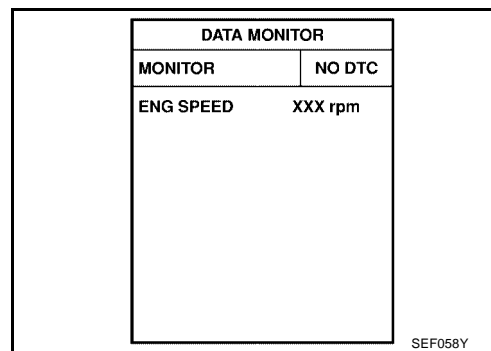 DATA MONITOR
MONITOR NO DTC
ENG SPEED XXX rpm
SEF058Y